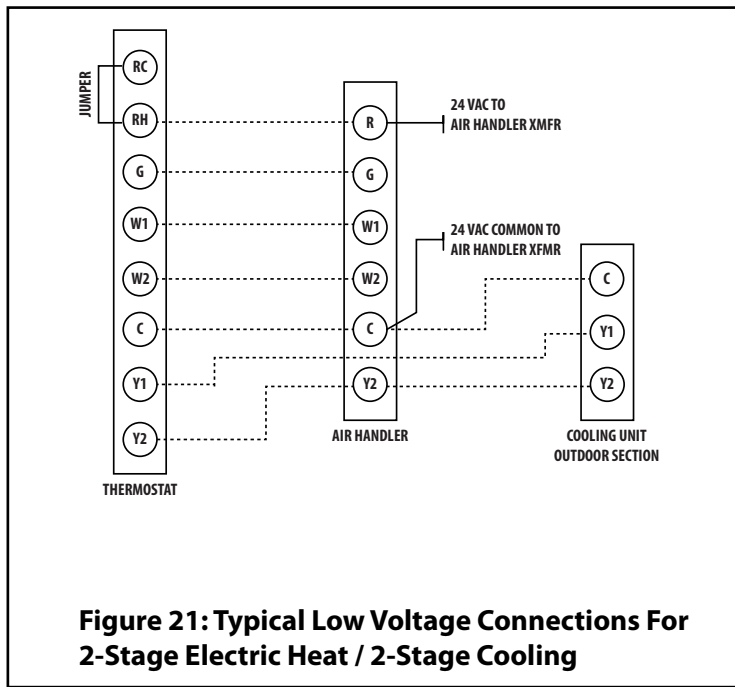 JUMPER
RC
RH
G
W1
W2
C
Y1
Y2
THERMOSTAT
R
G
W1
W2
C
Y2
AIR HANDLER
24 VAC TO
AIR HANDLER XMFR
24 VAC COMMON TO
AIR HANDLER XFMR
C
Y1
Y2
COOLING UNIT
OUTDOOR SECTION
Figure 21: Typical Low Voltage Connections For
2-Stage Electric Heat / 2-Stage Cooling